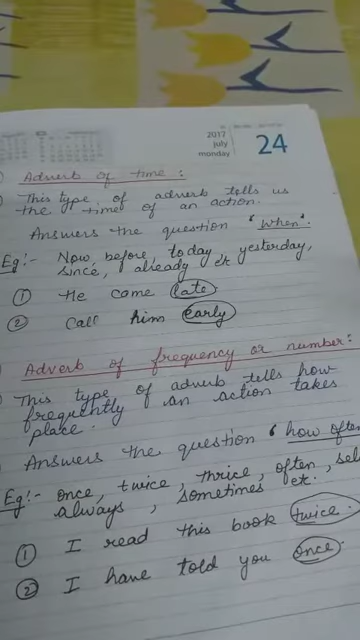 2017
july
monday
24
Adverb of time :
This type of adverb tells us
the time of an action.
Answers the question "When".
Eg:- Now, before, today, yesterday,
since, already etc
① He come late
② Call him early
Adverb of frequency or number:
This type of adverb tells how
frequently an action takes
place.
Answers the question " how often
Eg:- once, twice, thrice, often, sel
always, sometimes etc.
① I read this book twice.
② I have told you once.